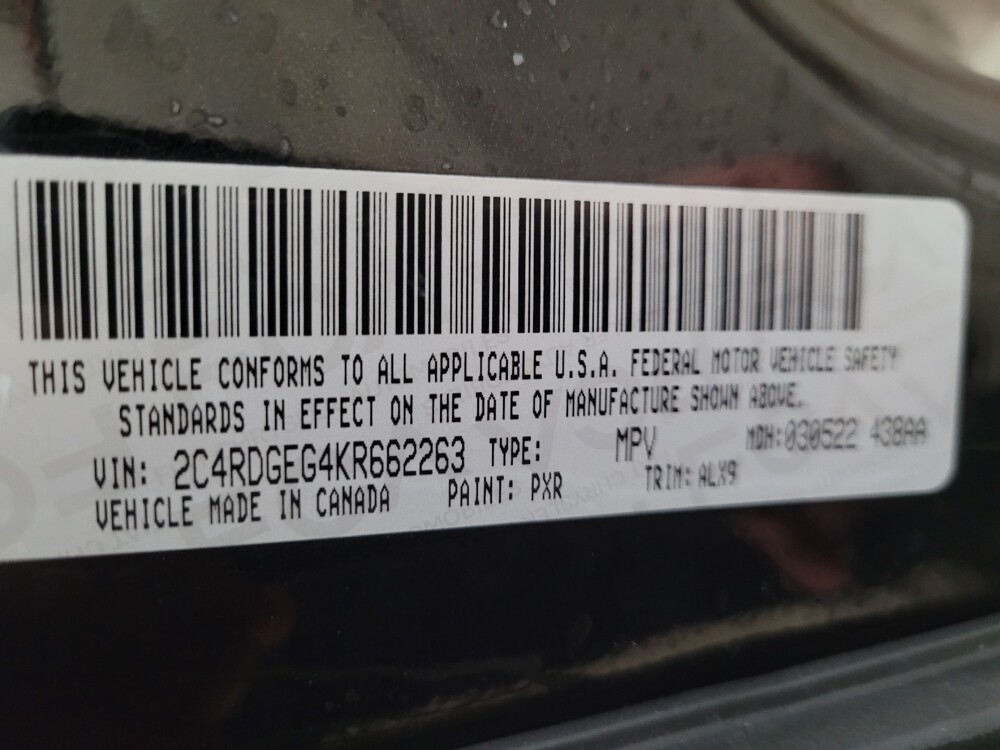 THIS VEHICLE CONFORMS TO ALL APPLICABLE U.S.A. FEDERAL MOTOR VEHICLE SAFETY
STANDARDS IN EFFECT ON THE DATE OF MANUFACTURE SHOWN ABOVE.
VIN: 2C4RDGEG4KR662263 TYPE: MPV MDH:030522 438AA
VEHICLE MADE IN CANADA PAINT: PXR TRIM: ALX9